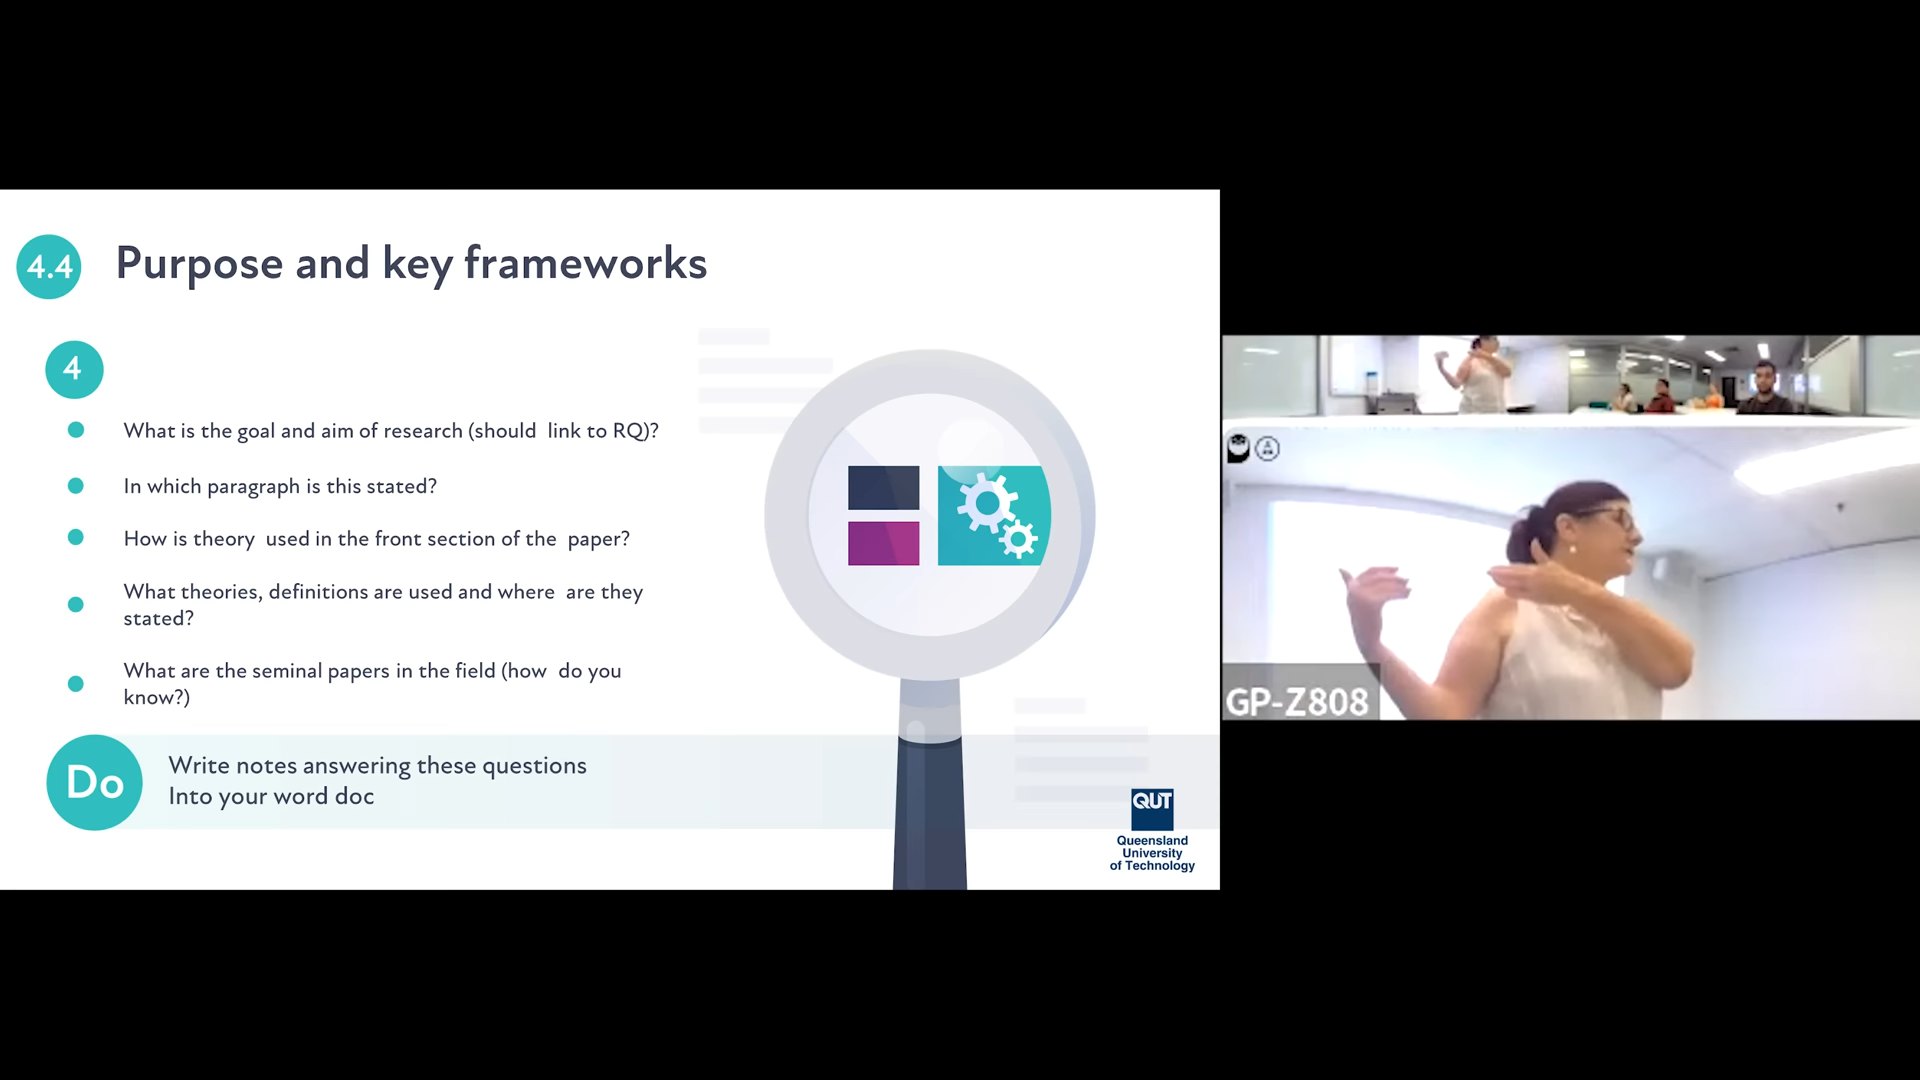 4.4 Purpose and key frameworks
4
What is the goal and aim of research (should link to RQ)?
In which paragraph is this stated?
How is theory used in the front section of the paper?
What theories, definitions are used and where are they
stated?
What are the seminal papers in the field (how do you
know?)
Do
Write notes answering these questions
Into your word doc
QUT
Queensland
University
of Technology
GP-Z808